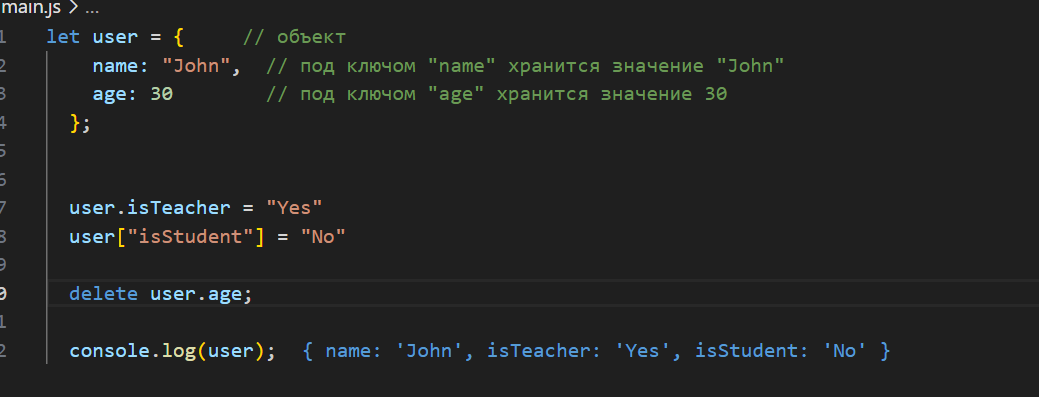 main.js > ...
1 let user = {     // объект
2 name: "John",  // под ключом "name" хранится значение "John"
3 age: 30        // под ключом "age" хранится значение 30
4 };
5
6
7 user.isTeacher = "Yes"
8 user["isStudent"] = "No"
9
0 delete user.age;
1
2 console.log(user);  { name: 'John', isTeacher: 'Yes', isStudent: 'No' }